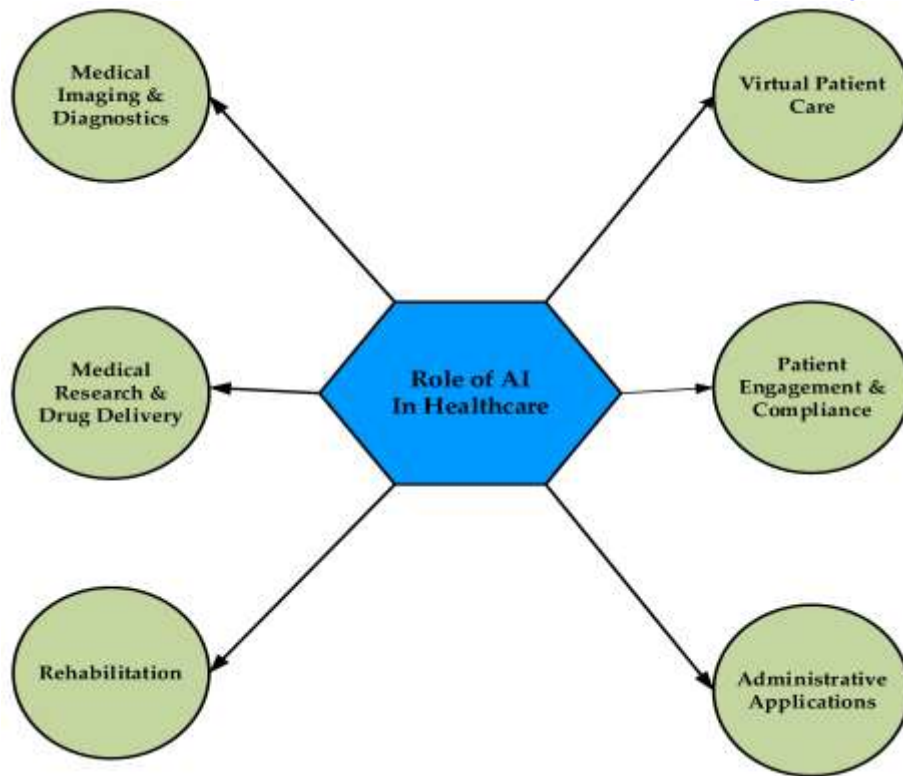 Medical
Imaging &
Diagnostics
Virtual Patient
Care
Medical
Research &
Drug Delivery
Role of AI
In Healthcare
Patient
Engagement &
Compliance
Rehabilitation
Administrative
Applications